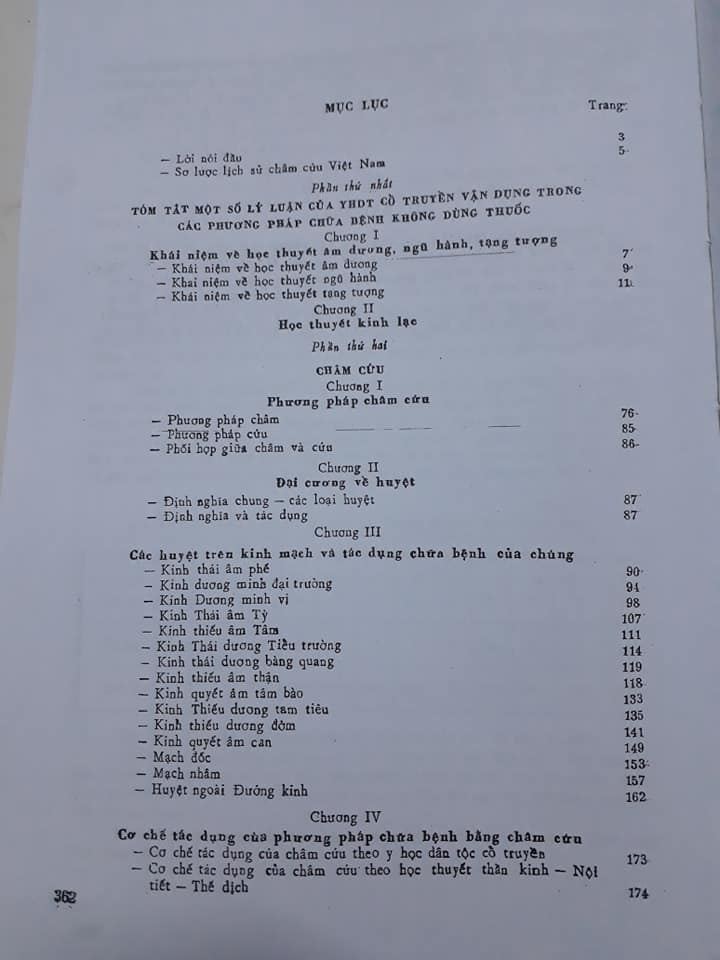 MỤC LỤC Trang:
— Lời nói đầu 3
— Sơ lược lịch sử châm cứu Việt Nam 5
Phần thứ nhất
TÓM TẮT MỘT SỐ LÝ LUẬN CỦA YHDT CỔ TRUYỀN VẬN DỤNG TRONG
CÁC PHƯƠNG PHÁP CHỮA BỆNH KHÔNG DÙNG THUỐC
Chương I
Khái niệm về học thuyết âm dương, ngũ hành, tạng tượng
— Khái niệm về học thuyết âm dương 7
— Khai niệm về học thuyết ngũ hành 9
— Khái niệm về học thuyết tạng tượng 11
Chương II
Học thuyết kinh lạc
Phần thứ hai
CHÂM CỨU
Chương I
Phương pháp châm cứu
— Phương pháp châm 76
— Phương pháp cứu 85
— Phối hợp giữa châm và cứu 86
Chương II
Đại cương về huyệt
— Định nghia chung — các loại huyệt 87
— Định nghia và tác dụng 87
Chương III
Các huyệt trên kinh mạch và tác dụng chữa bệnh của chúng
— Kinh thái âm phế 90
— Kinh dương minh đại trường 94
— Kinh Dương minh vị 98
— Kinh Thái âm Tỳ 107
— Kinh thiếu âm Tâm 111
— Kinh Thái dương Tiều trường 114
— Kinh thái dương bàng quang 119
— Kinh thiếu âm thận 118
— Kinh quyết âm tâm bào 133
— Kinh Thiếu dương tam tiêu 135
— Kinh thiếu dương đởm 141
— Kinh quyết âm can 149
— Mạch đốc 153
— Mạch nhâm 157
— Huyệt ngoài Đướng kinh 162
Chương IV
Cơ chế tác dụng của phương pháp chữa bệnh bằng châm cứu
— Cơ chế tác dụng của châm cứu theo y học dân tộc cổ truyền 173
— Cơ chế tác dụng của châm cứu theo học thuyết thần kinh — Nội
tiết — Thể dịch 174
362